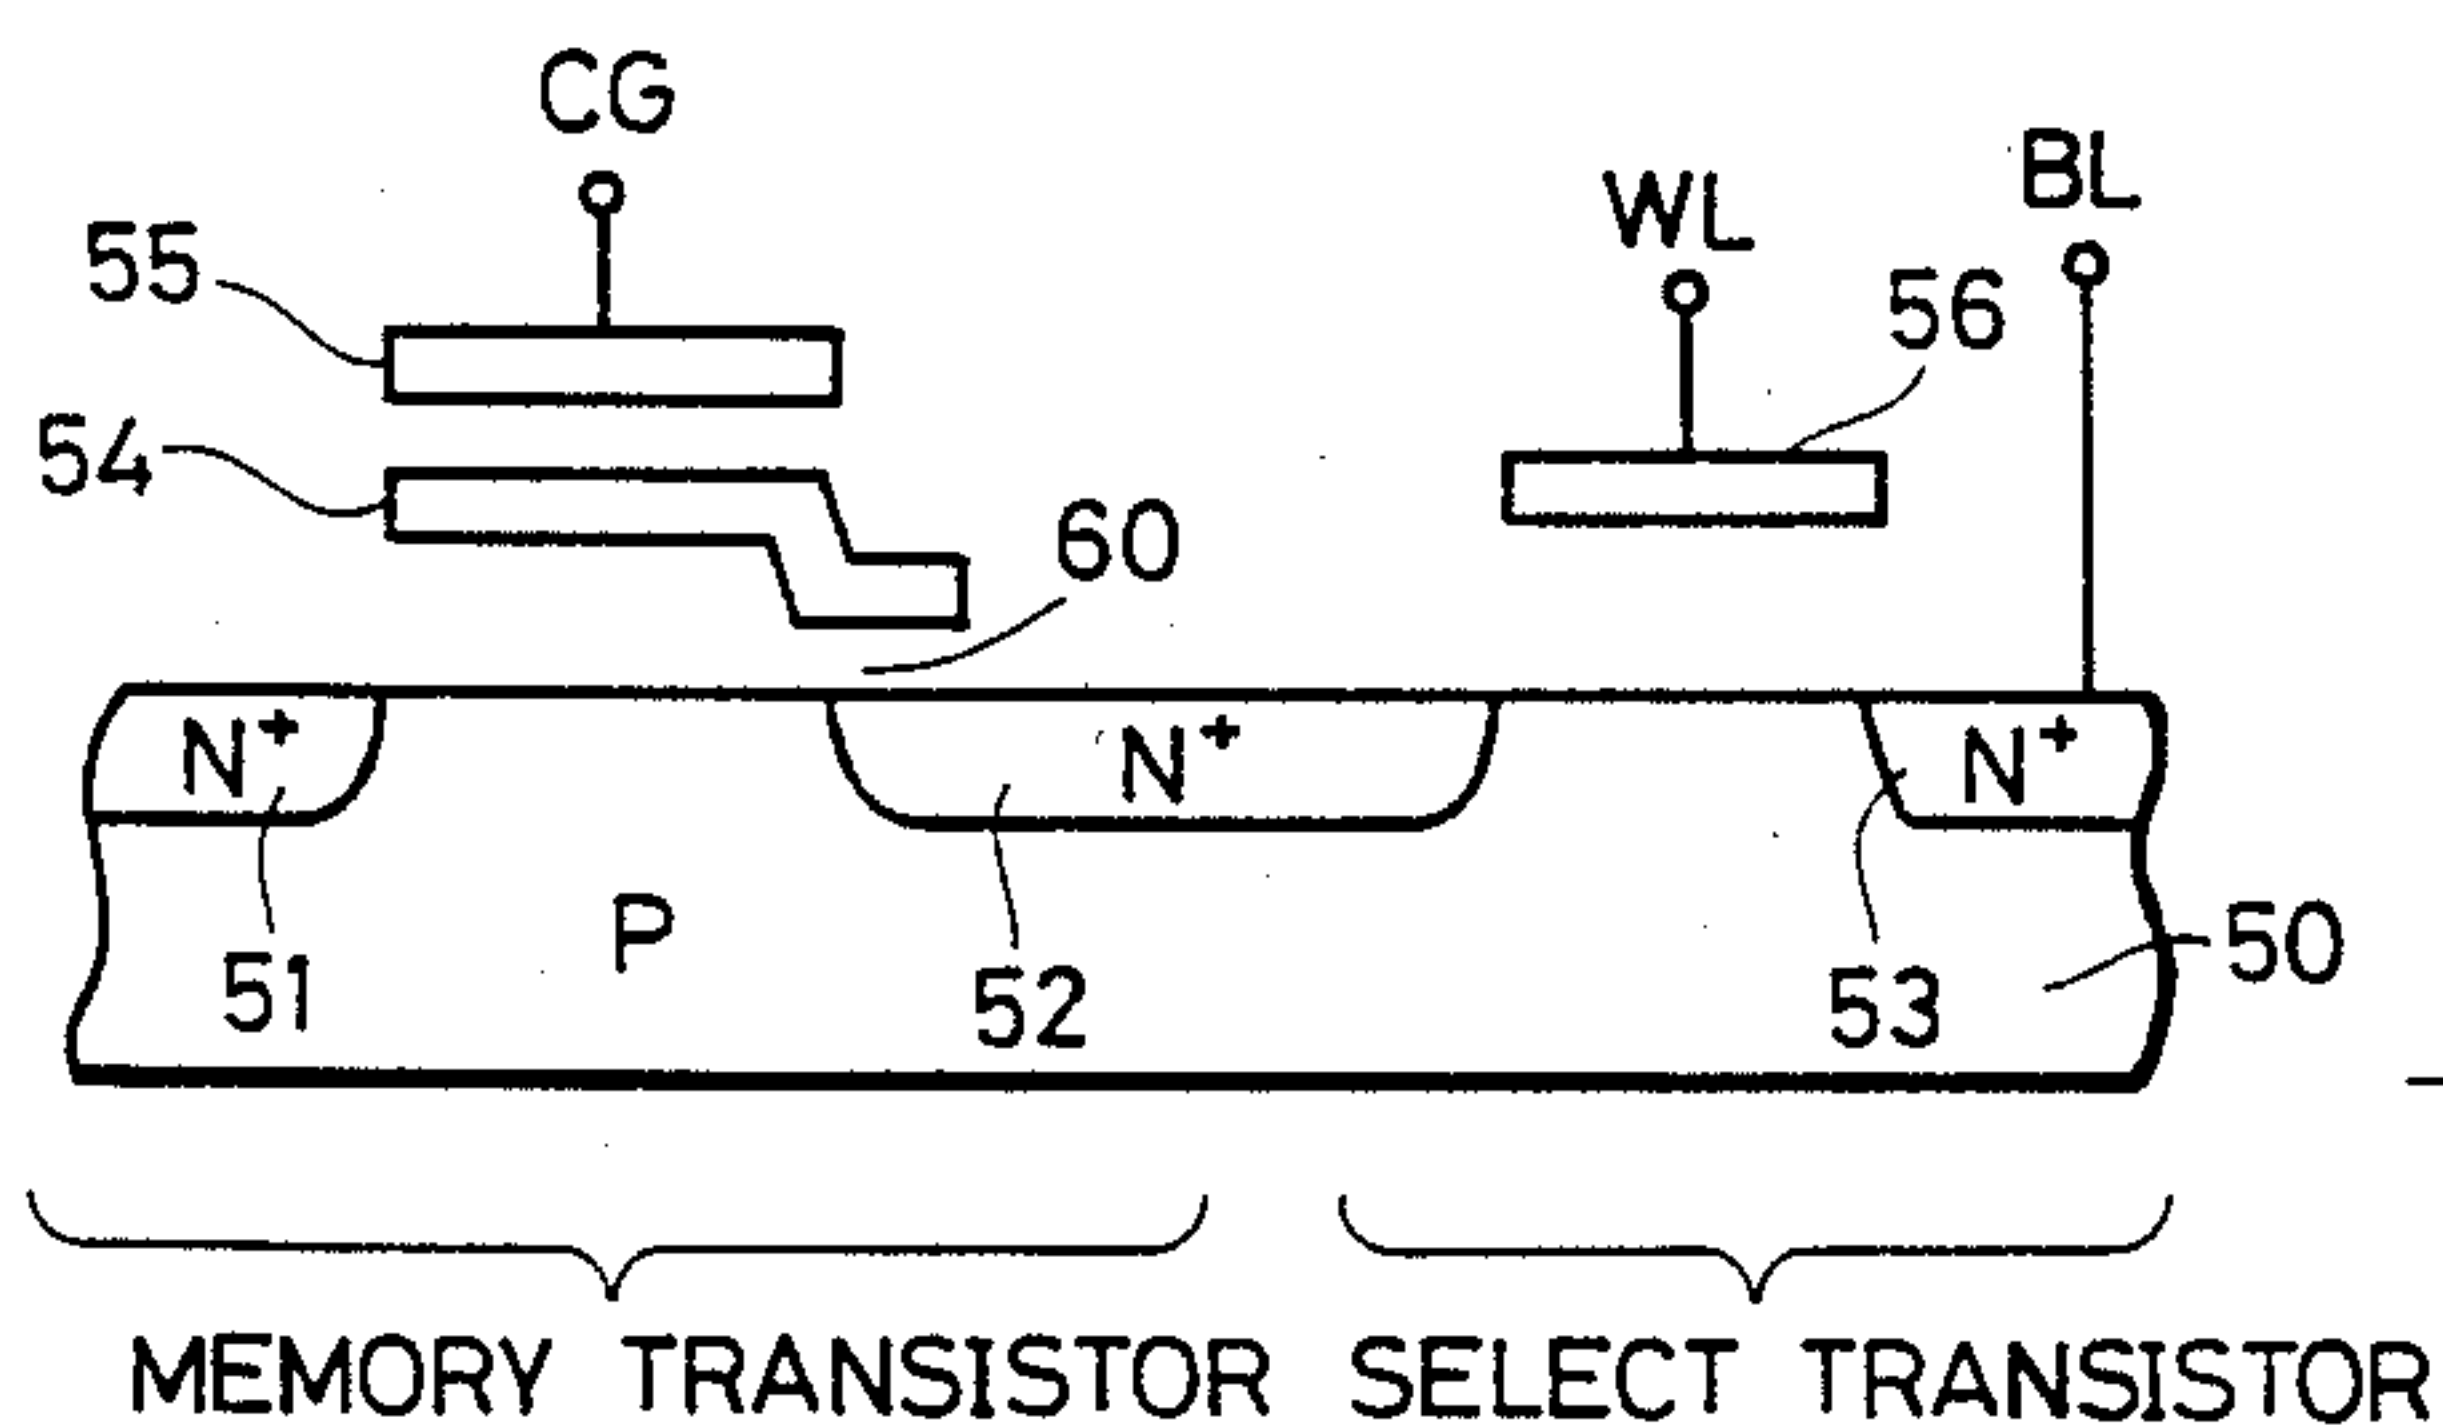 CG
BL
WL
55
56
54
60
N+
N+
N+
P
50
51
52
53
MEMORY TRANSISTOR
SELECT TRANSISTOR